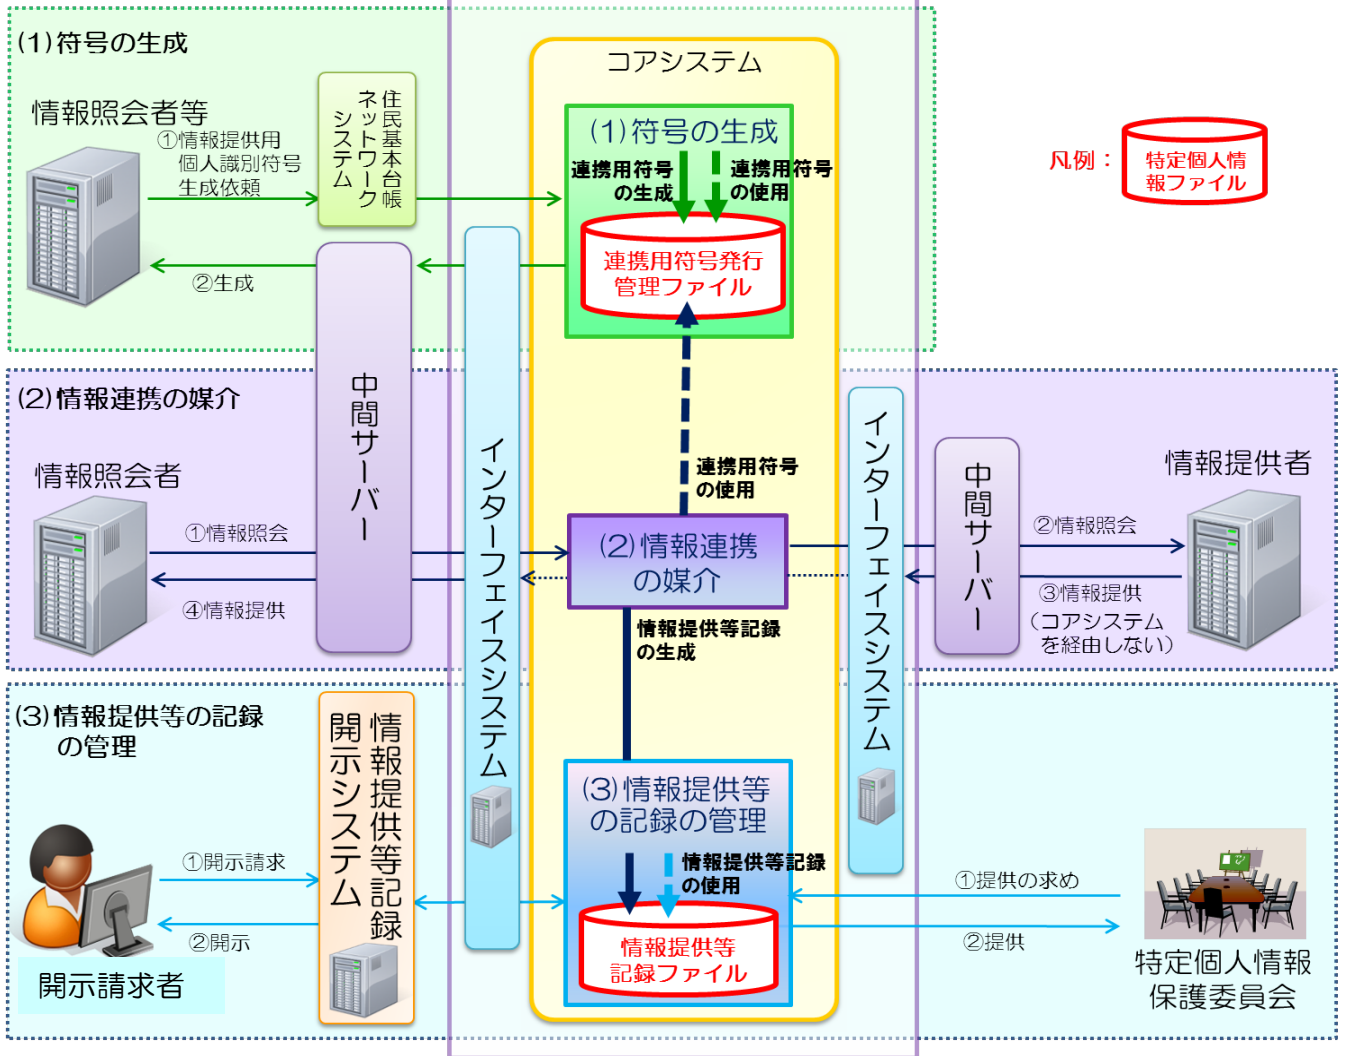 (1)符号の生成
情報照会者等
①情報提供用
個人識別符号
生成依頼
②生成
住民基本台帳
ネットワーク
システム
コアシステム
(1)符号の生成
連携用符号
の生成
連携用符号
の使用
連携用符号発行
管理ファイル
凡例：
特定個人情
報ファイル
(2)情報連携の媒介
情報照会者
①情報照会
④情報提供
中間サーバー
インターフェイスシステム
連携用符号
の使用
(2)情報連携
の媒介
情報提供等記録
の生成
インターフェイスシステム
中間サーバー
情報提供者
②情報照会
③情報提供
(コアシステム
を経由しない)
(3)情報提供等の記録
の管理
①開示請求
②開示
開示請求者
情報提供等記録
開示システム
(3)情報提供等
の記録の管理
情報提供等記録
の使用
情報提供等
記録ファイル
①提供の求め
②提供
特定個人情報
保護委員会